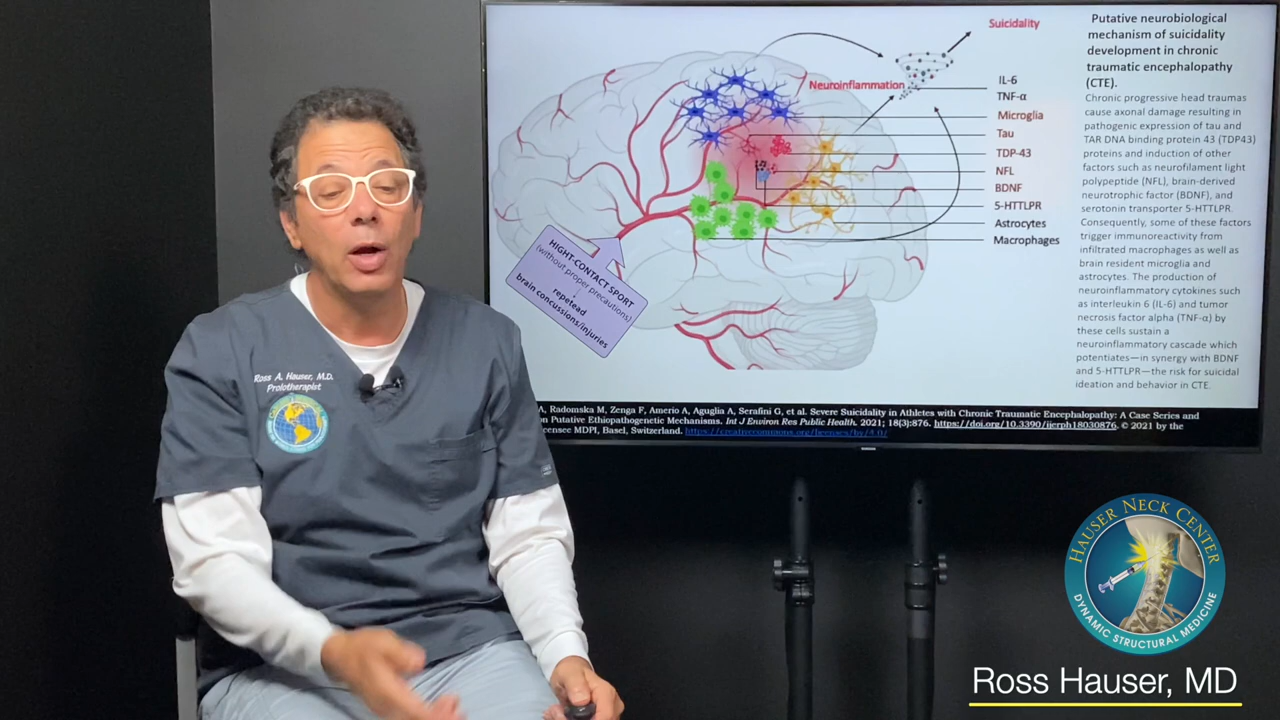 Suicidality
Neuroinflammation
IL-6
TNF-α
Microglia
Tau
TDP-43
NFL
BDNF
5-HTTLPR
Astrocytes
Macrophages
HIGHT-CONTACT SPORT
(without proper precautions)
repetead
brain concussions/injuries
Putative neurobiological
mechanism of suicidality
development in chronic
traumatic encephalopathy
(CTE).
Chronic progressive head traumas
cause axonal damage resulting in
pathogenic expression of tau and
TAR DNA binding protein 43 (TDP43)
proteins and induction of other
factors such as neurofilament light
polypeptide (NFL), brain-derived
neurotrophic factor (BDNF), and
serotonin transporter 5-HTTLPR.
Consequently, some of these factors
trigger immunoreactivity from
infiltrated macrophages as well as
brain resident microglia and
astrocytes. The production of
neuroinflammatory cytokines such
as interleukin 6 (IL-6) and tumor
necrosis factor alpha (TNF-α) by
these cells sustain a
neuroinflammatory cascade which
potentiates—in synergy with BDNF
and 5-HTTLPR—the risk for suicidal
ideation and behavior in CTE.
A, Radomska M, Zenga F, Amerio A, Aguglia A, Serafini G, et al. Severe Suicidality in Athletes with Chronic Traumatic Encephalopathy: A Case Series and
n Putative Ethiopathogenetic Mechanisms. Int J Environ Res Public Health. 2021; 18(3):876. https://doi.org/10.3390/ijerph18030876. © 2021 by the
censee MDPI, Basel, Switzerland. https://creativecommons.org/licenses/by/4.0/
Ross A. Hauser, M.D.
Prolotherapist
HAUSER NECK CENTER
DYNAMIC STRUCTURAL MEDICINE
Ross Hauser, MD